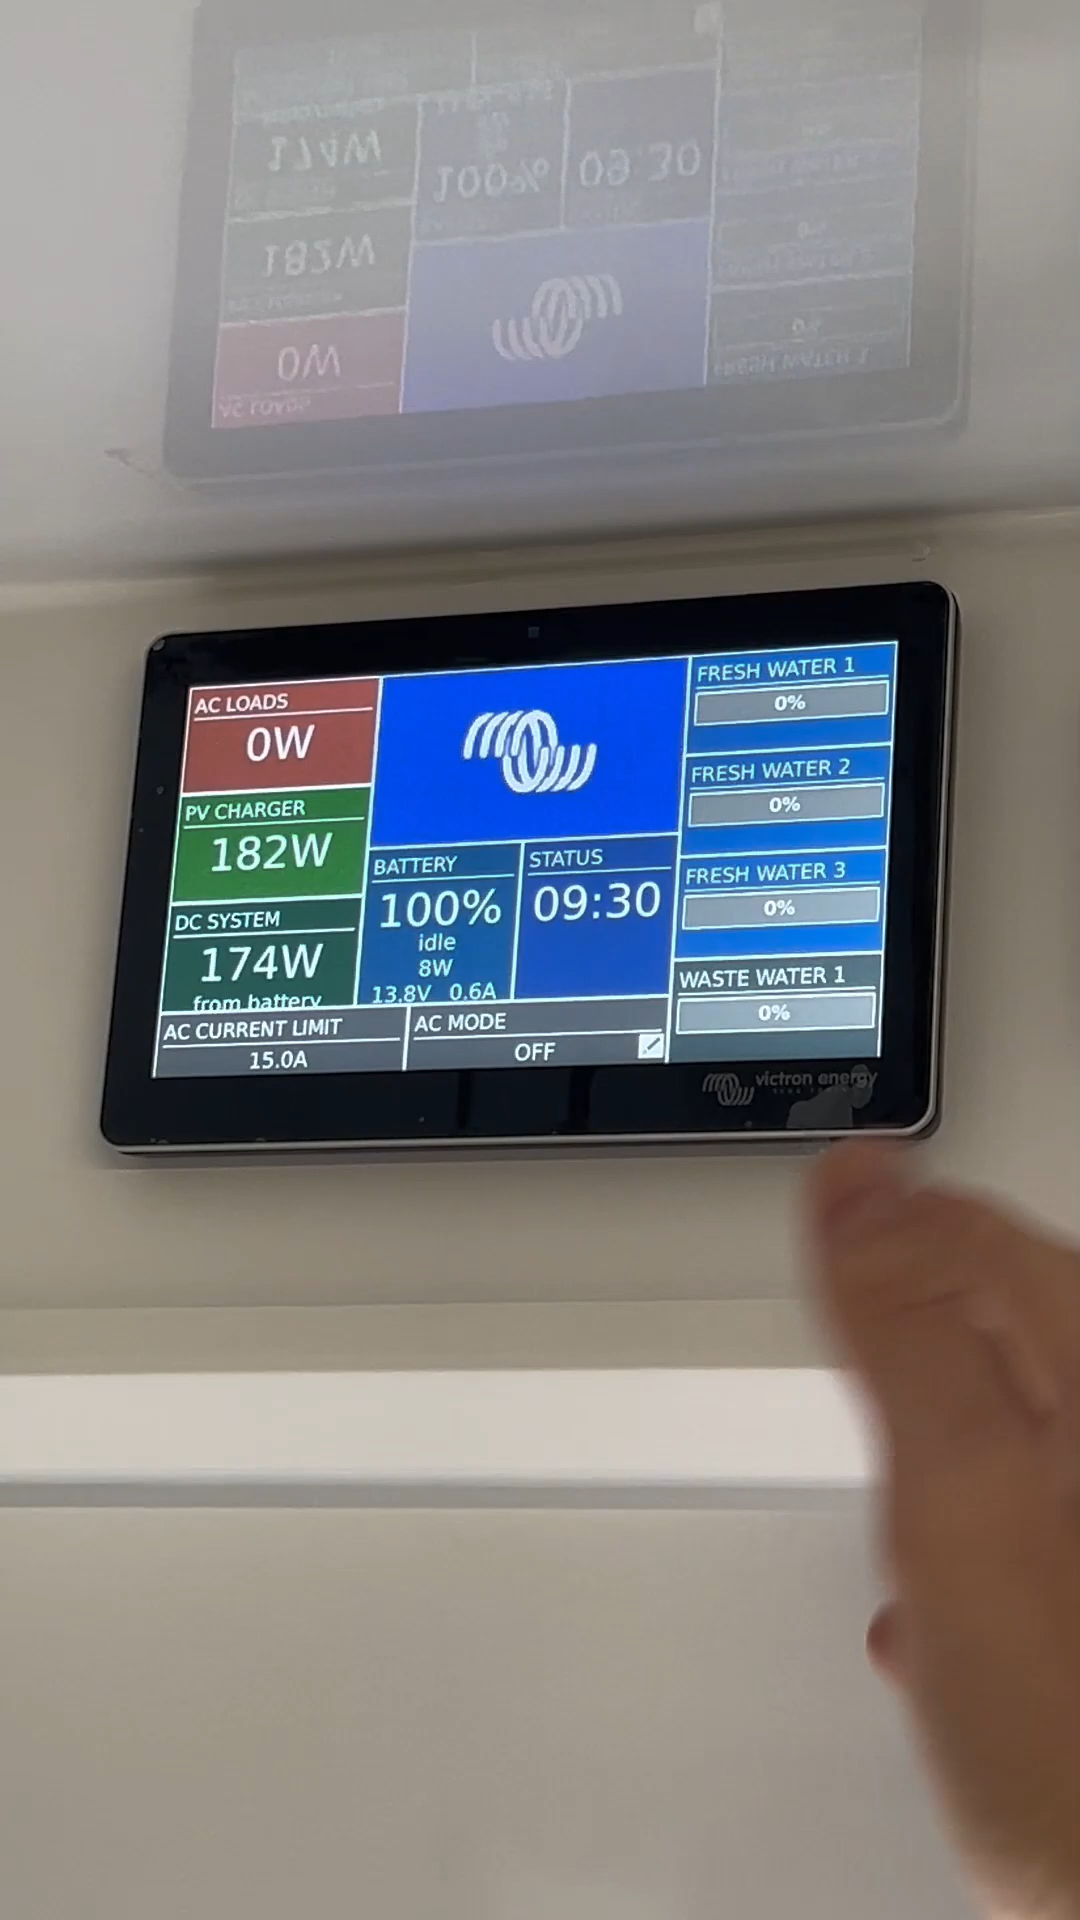 AC LOADS
0W
PV CHARGER
182W
DC SYSTEM
174W
from battery
BATTERY
100%
idle
8W
13.8V 0.6A
STATUS
09:30
AC CURRENT LIMIT
15.0A
AC MODE
OFF
FRESH WATER 1
0%
FRESH WATER 2
0%
FRESH WATER 3
0%
WASTE WATER 1
0%
victron energy